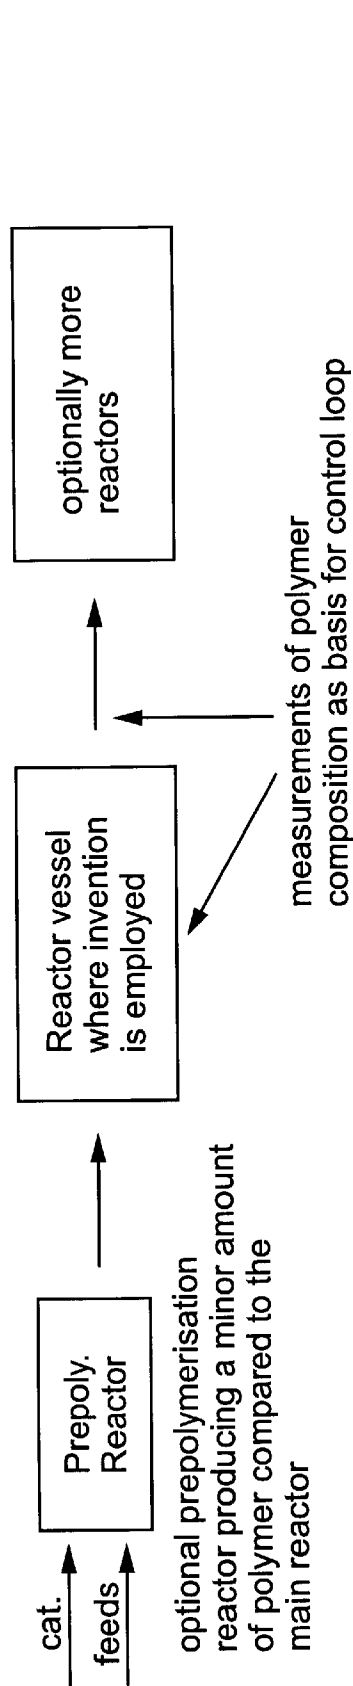 cat.
feeds
Prepoly.
Reactor
optional prepolymerisation
reactor producing a minor amount
of polymer compared to the
main reactor
Reactor vessel
where invention
is employed
measurements of polymer
composition as basis for control loop
optionally more
reactors